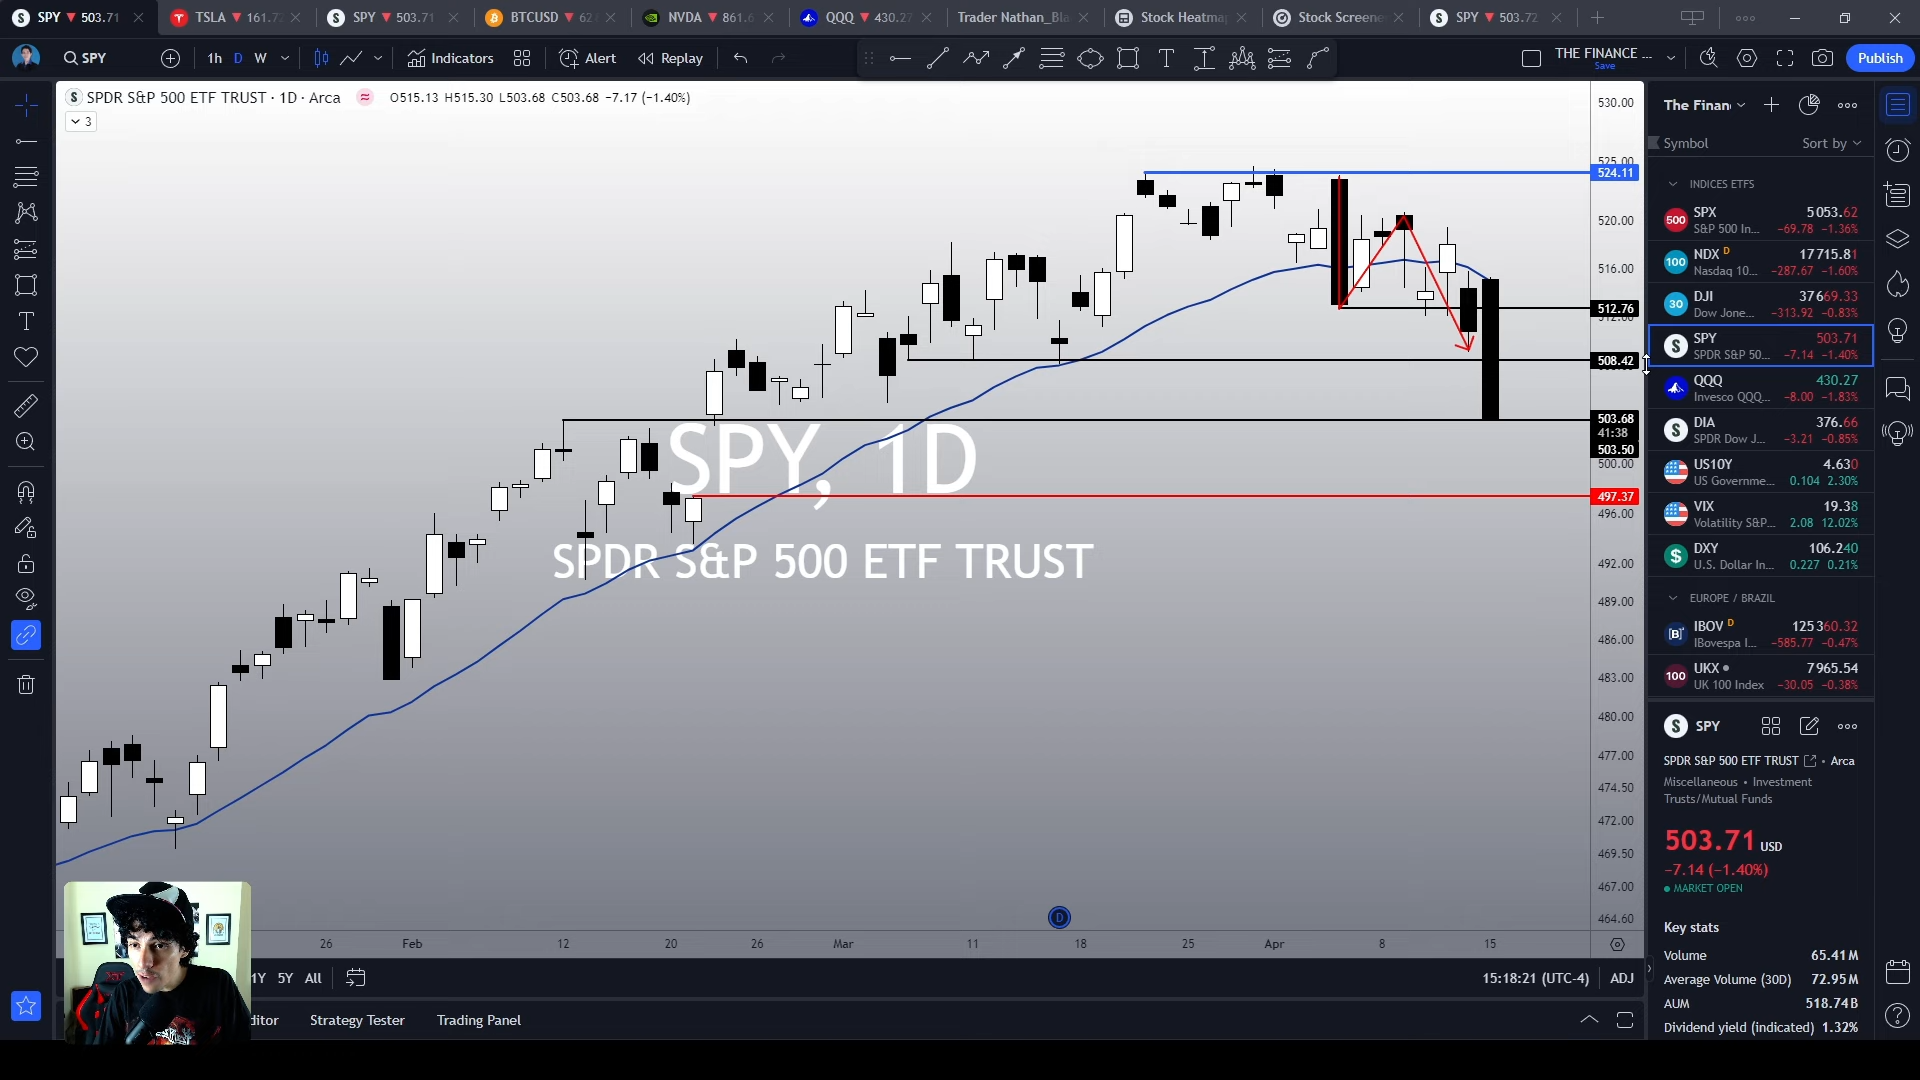 SPY ▼ 503.71
TSLA ▼ 161.7
SPY ▼ 503.71
BTCUSD ▼ 62
NVDA ▼ 861.6
QQQ ▼ 430.27
Trader Nathan_Bla
Stock Heatma
Stock Screene
SPY ▼ 503.72
SPY
1h D W
Indicators
Alert
Replay
THE FINANCE ...
Save
Publish
SPDR S&P 500 ETF TRUST · 1D · Arca
O515.13 H515.30 L503.68 C503.68 −7.17 (−1.40%)
3
SPY, 1D
SPDR S&P 500 ETF TRUST
530.00
525.00
524.11
520.00
516.00
512.76
508.42
503.68
41:38
503.50
500.00
497.37
496.00
492.00
489.00
486.00
483.00
480.00
477.00
474.50
472.00
469.50
467.00
464.60
D
26 Feb 12 20 26 Mar 11 18 25 Apr 8 15
1Y 5Y All
15:18:21 (UTC-4)
ADJ
ditor
Strategy Tester
Trading Panel
The Finan
Symbol
Sort by
INDICES ETFS
500 SPX 5053.62
S&P 500 In... −69.78 −1.36%
100 NDX D 17715.81
Nasdaq 10... −287.67 −1.60%
30 DJI 37669.33
Dow Jone... −313.92 −0.83%
S SPY 503.71
SPDR S&P 50... −7.14 −1.40%
QQQ 430.27
Invesco QQQ... −8.00 −1.83%
S DIA 376.66
SPDR Dow J... −3.21 −0.85%
US10Y 4.630
US Governme... 0.104 2.30%
VIX 19.38
Volatility S&P... 2.08 12.02%
$ DXY 106.240
U.S. Dollar In... 0.227 0.21%
EUROPE / BRAZIL
[B]³ IBOV D 125360.32
IBovespa I... −585.77 −0.47%
100 UKX 7965.54
UK 100 Index −30.05 −0.38%
S SPY
SPDR S&P 500 ETF TRUST • Arca
Miscellaneous • Investment
Trusts/Mutual Funds
503.71 USD
−7.14 (−1.40%)
MARKET OPEN
Key stats
Volume 65.41M
Average Volume (30D) 72.95M
AUM 518.74B
Dividend yield (indicated) 1.32%